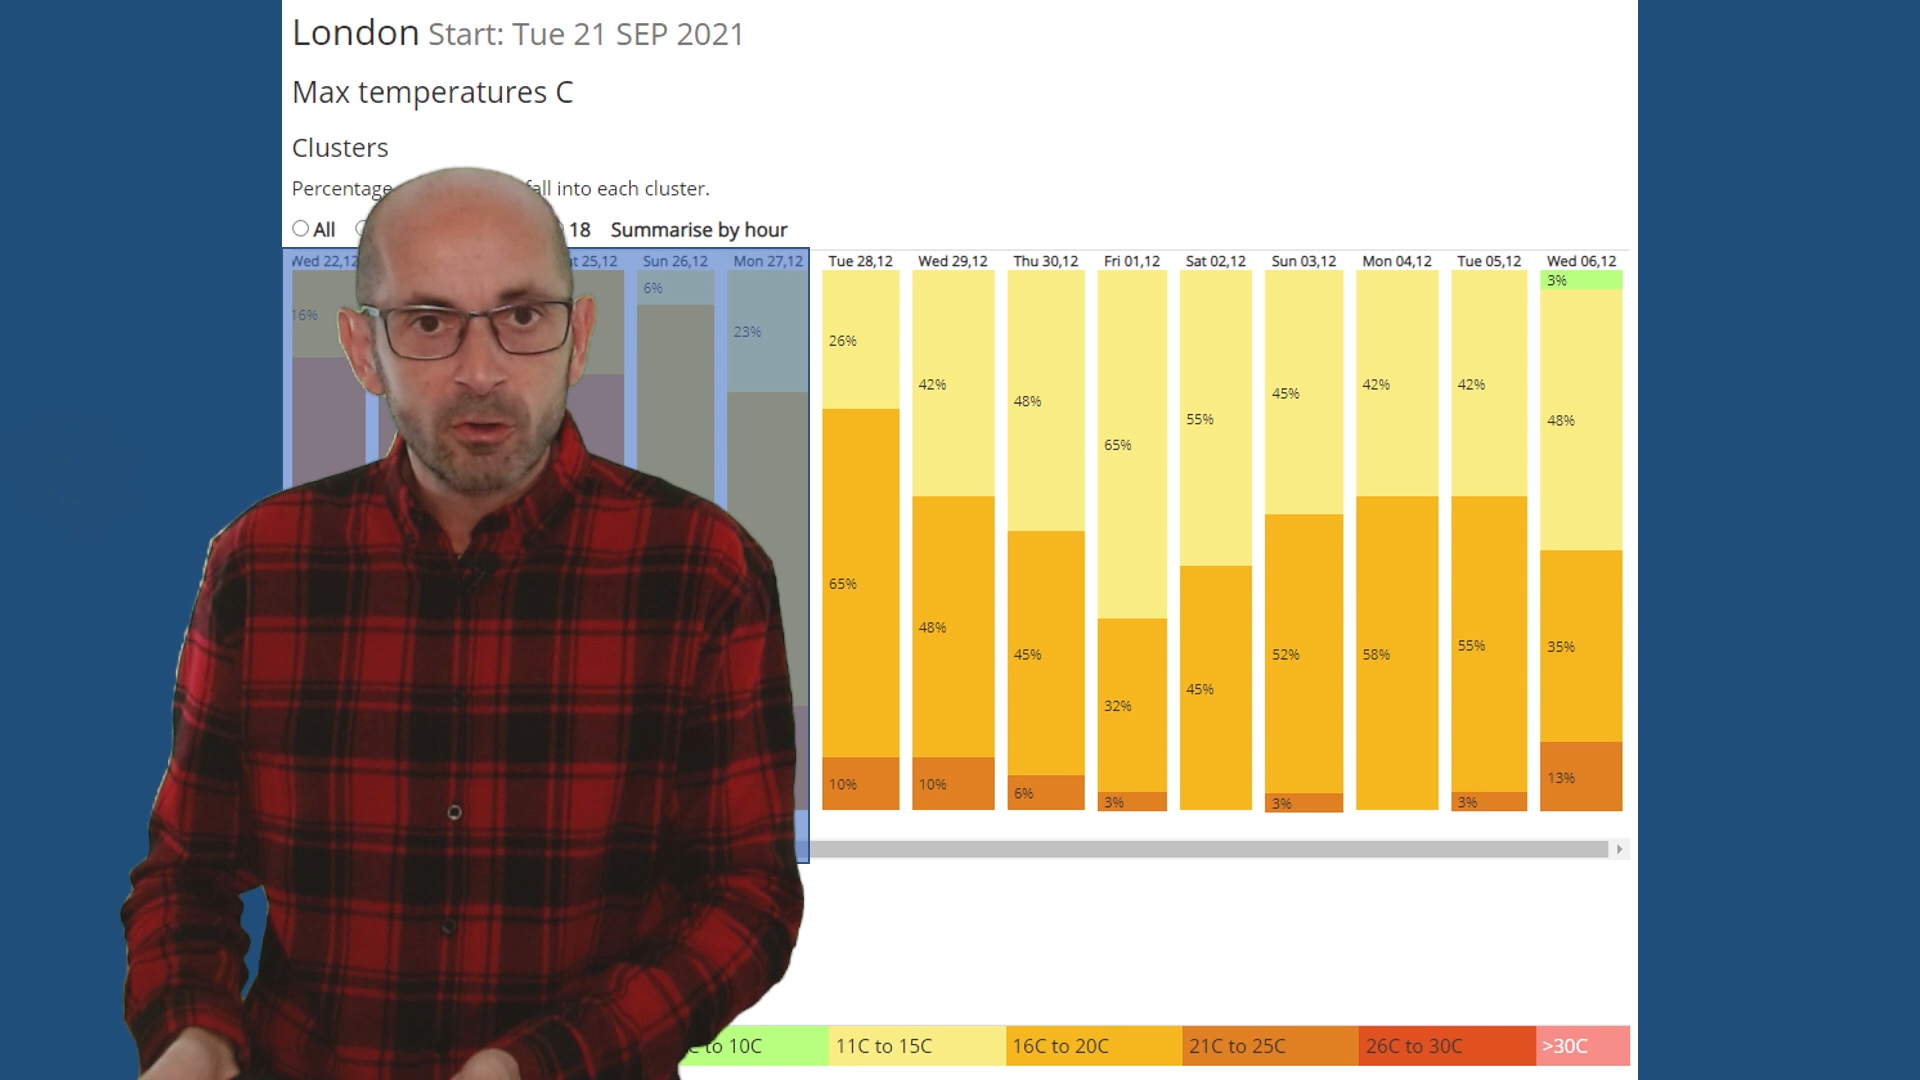 London Start: Tue 21 SEP 2021
Max temperatures C
Clusters
Percentage fall into each cluster.
All 18 Summarise by hour
Wed 22,12 25,12 Sun 26,12 Mon 27,12 Tue 28,12 Wed 29,12 Thu 30,12 Fri 01,12 Sat 02,12 Sun 03,12 Mon 04,12 Tue 05,12 Wed 06,12
3%
6%
16% 23% 26%
42% 48% 65% 55% 45% 42% 42% 48%
65% 48% 45% 32% 45% 52% 58% 55% 35%
10% 10% 6% 3% 3% 3% 13%
to 10C 11C to 15C 16C to 20C 21C to 25C 26C to 30C >30C